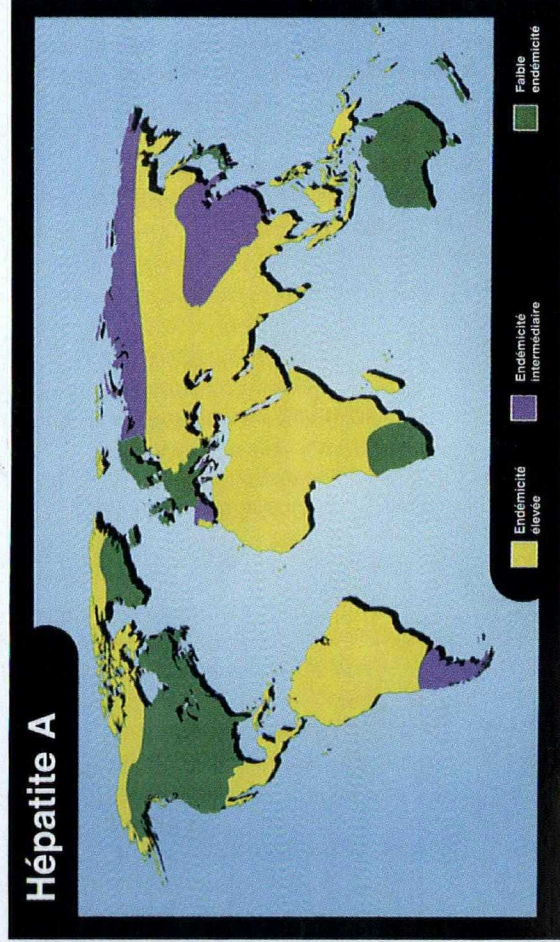 Hépatite A
Endémicité
élevée
Endémicité
intermédiaire
Faible
endémicité